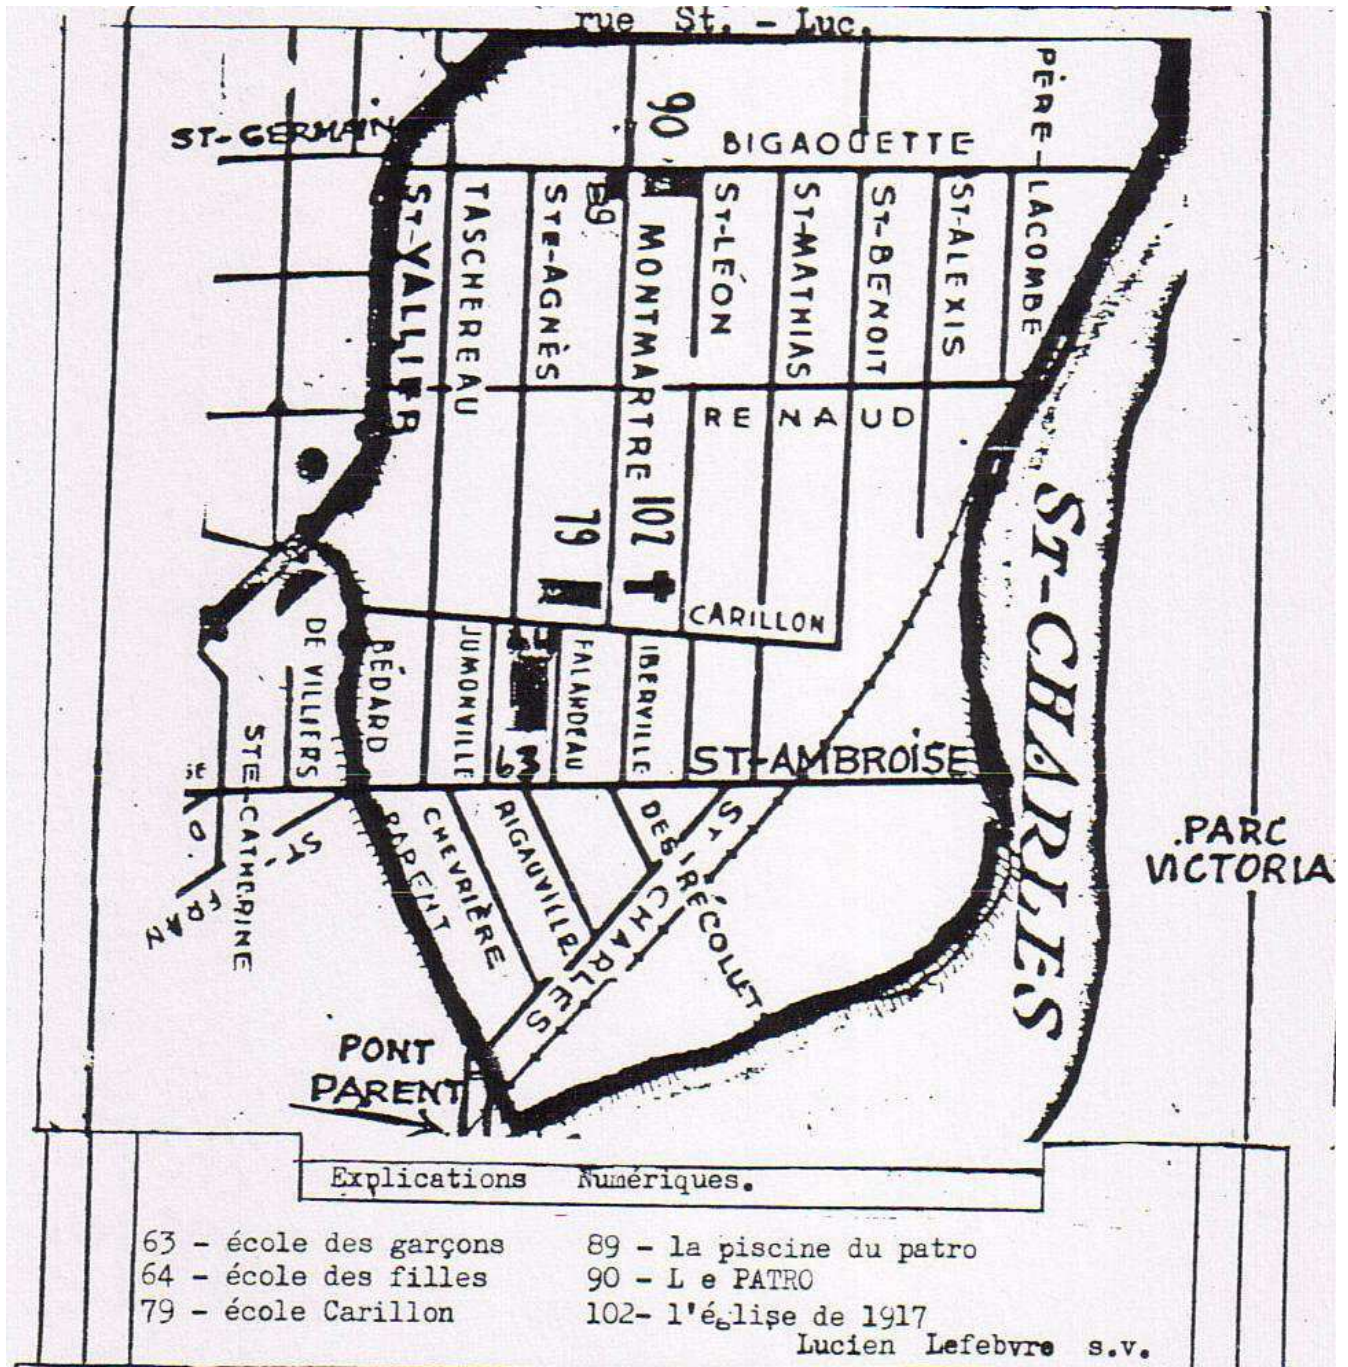 rue St. - Luc.
ST-GERMAIN
90
BIGAOUETTE
PÈRE-LACOMBE
ST-VALLIER
TASCHEREAU
STE-AGNÈS
89
MONTMARTRE
ST-LÉON
ST-MATHIAS
ST-BENOIT
ST-ALEXIS
RENAUD
79
102
CARILLON
ST-CHARLES
DE VILLIERS
BÉDARD
JUMONVILLE
FALARDEAU
IBERVILLE
63
ST-AMBROISE
STE-CATHERINE
ST
FRAN
PARENT
CHEVRIÈRE
RIGAUVILLE
DES RÉCOLLET
ST CHARLES
PARC
VICTORIA
PONT
PARENT
Explications Numériques.
63 - école des garçons
64 - école des filles
79 - école Carillon
89 - la piscine du patro
90 - L e PATRO
102- l'église de 1917
Lucien Lefebvre s.v.